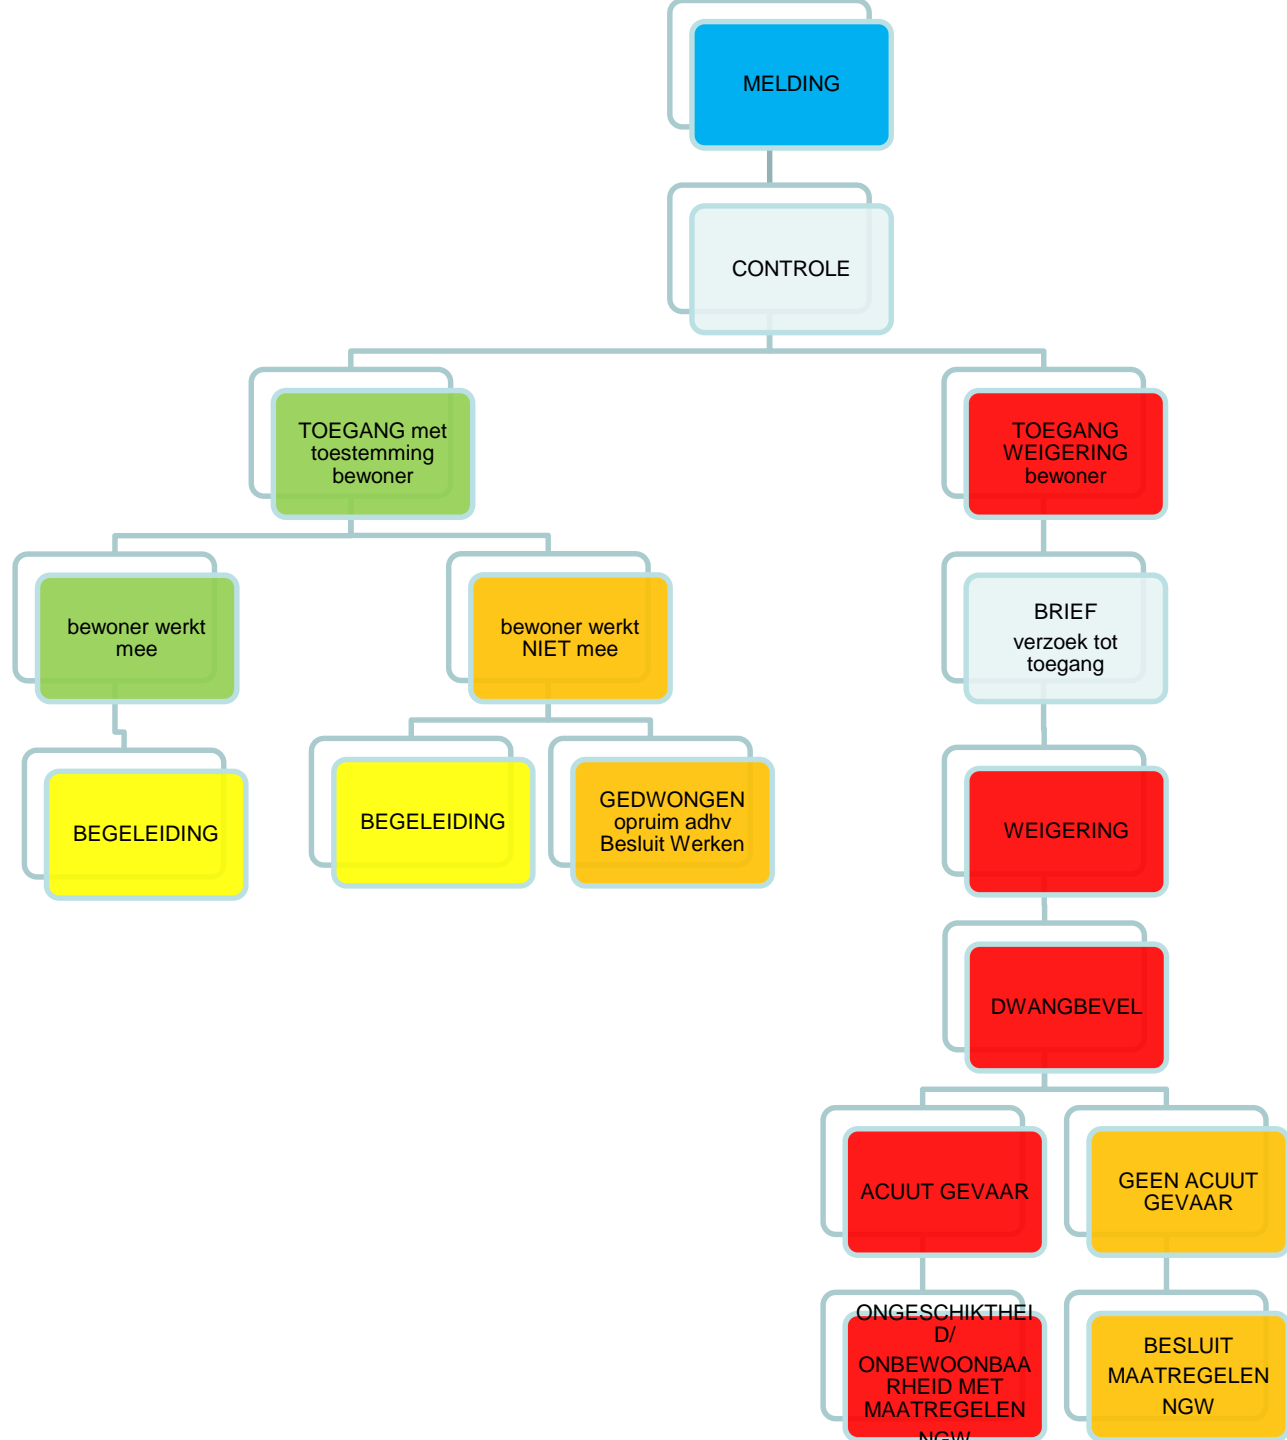 MELDING
CONTROLE
TOEGANG met
toestemming
bewoner
TOEGANG
WEIGERING
bewoner
bewoner werkt
mee
bewoner werkt
NIET mee
BRIEF
verzoek tot
toegang
BEGELEIDING
BEGELEIDING
GEDWONGEN
opruim adhv
Besluit Werken
WEIGERING
DWANGBEVEL
ACUUT GEVAAR
GEEN ACUUT
GEVAAR
ONGESCHIKTHEI
D/
ONBEWOONBAA
RHEID MET
MAATREGELEN
NGW
BESLUIT
MAATREGELEN
NGW